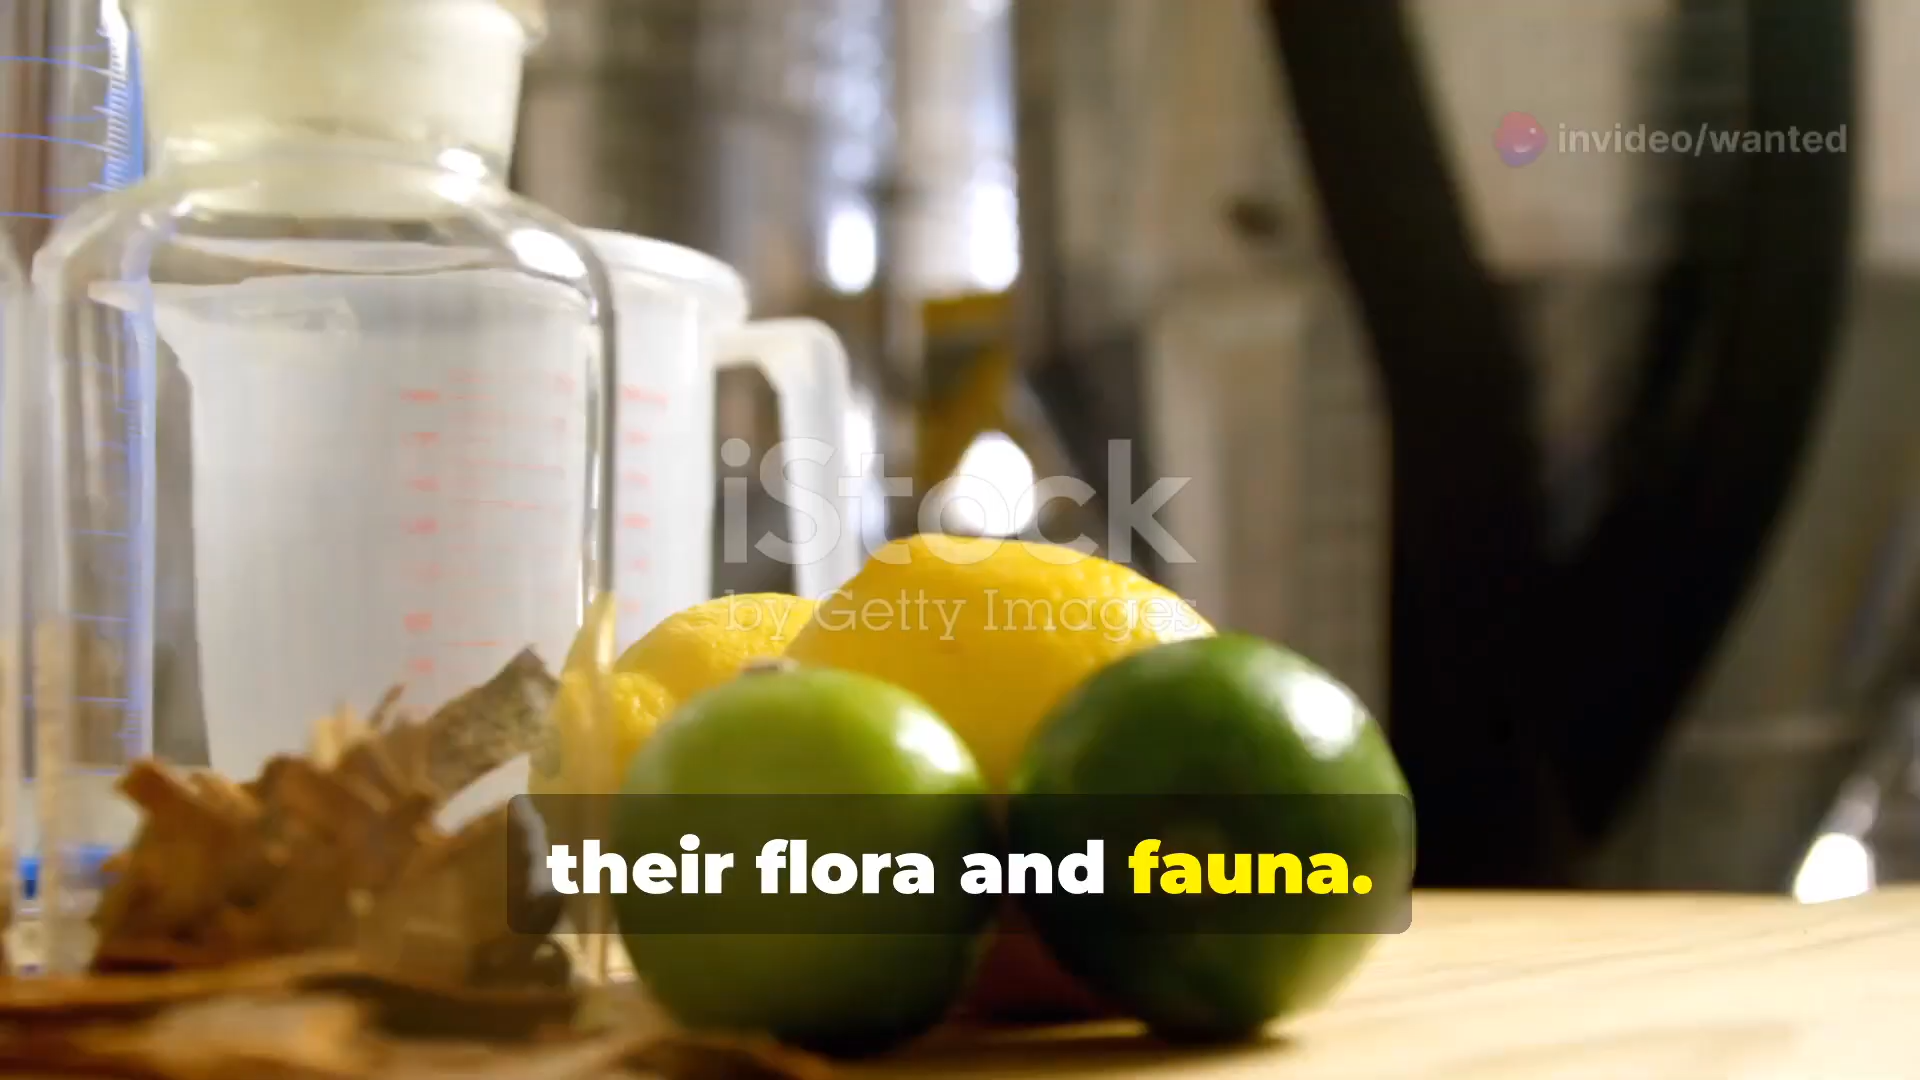 invideo/wanted
iStock
by Getty Images
their flora and fauna.